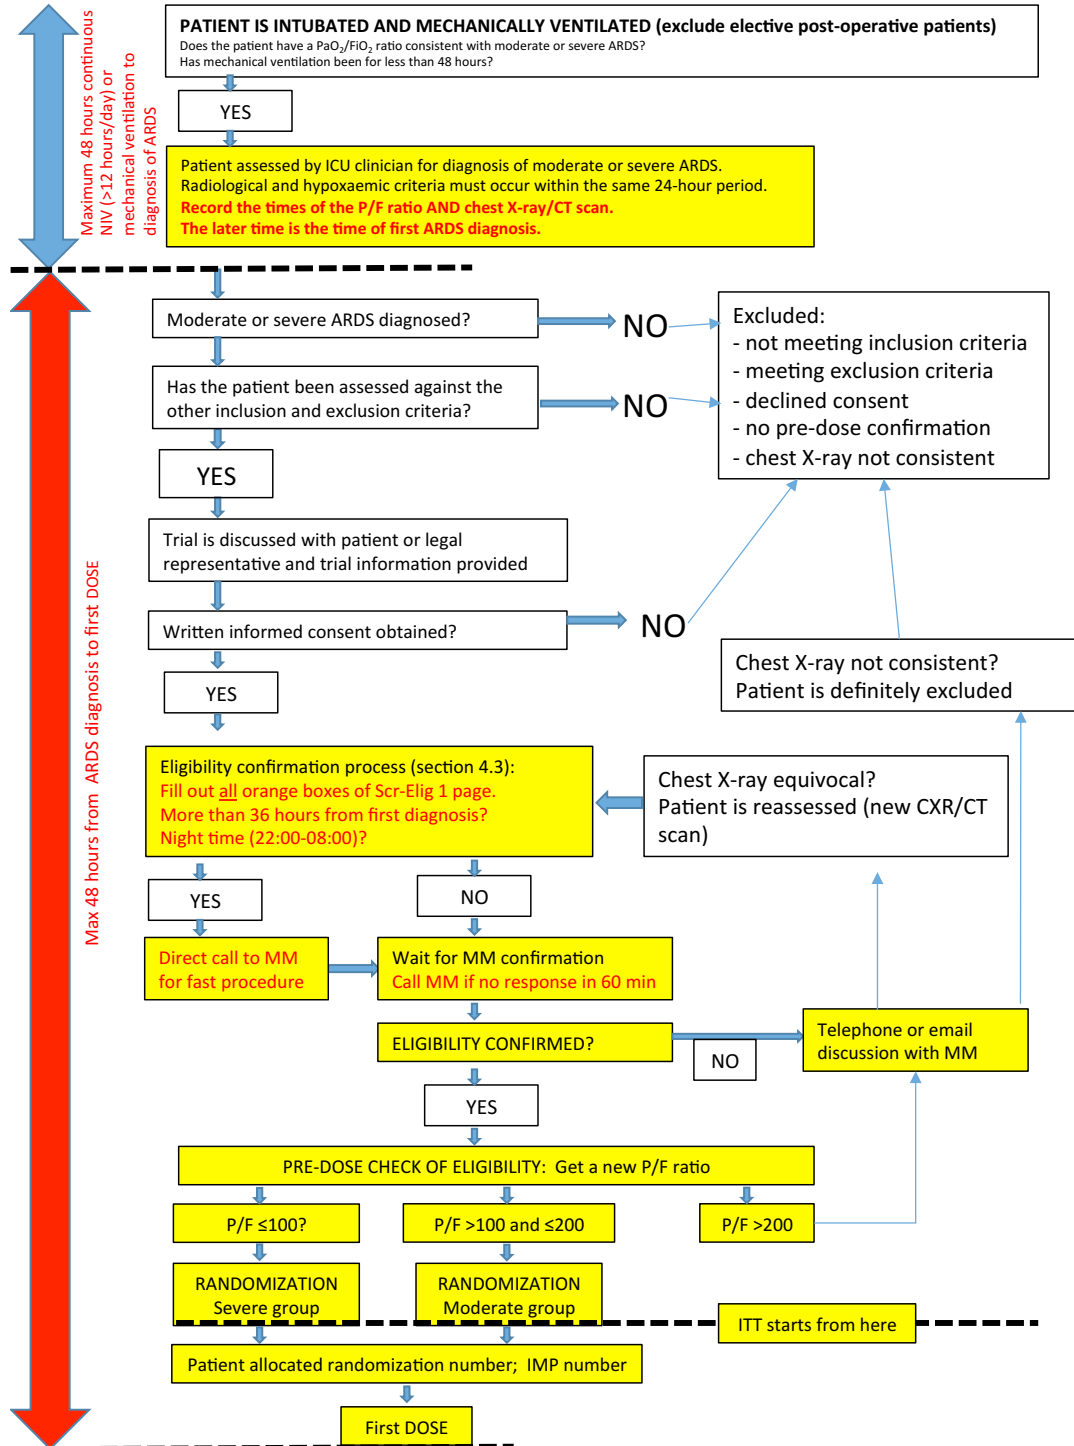 PATIENT IS INTUBATED AND MECHANICALLY VENTILATED (exclude elective post-operative patients)
Does the patient have a PaO₂/FiO₂ ratio consistent with moderate or severe ARDS?
Has mechanical ventilation been for less than 48 hours?
Maximum 48 hours continuous
NIV (>12 hours/day) or
mechanical ventilation to
diagnosis of ARDS
YES
Patient assessed by ICU clinician for diagnosis of moderate or severe ARDS.
Radiological and hypoxaemic criteria must occur within the same 24-hour period.
Record the times of the P/F ratio AND chest X-ray/CT scan.
The later time is the time of first ARDS diagnosis.
Max 48 hours from ARDS diagnosis to first DOSE
Moderate or severe ARDS diagnosed?
NO
Excluded:
- not meeting inclusion criteria
- meeting exclusion criteria
- declined consent
- no pre-dose confirmation
- chest X-ray not consistent
Has the patient been assessed against the
other inclusion and exclusion criteria?
NO
YES
Trial is discussed with patient or legal
representative and trial information provided
Written informed consent obtained?
NO
YES
Chest X-ray not consistent?
Patient is definitely excluded
Eligibility confirmation process (section 4.3):
Fill out all orange boxes of Scr-Elig 1 page.
More than 36 hours from first diagnosis?
Night time (22:00-08:00)?
Chest X-ray equivocal?
Patient is reassessed (new CXR/CT
scan)
YES
NO
Direct call to MM
for fast procedure
Wait for MM confirmation
Call MM if no response in 60 min
ELIGIBILITY CONFIRMED?
NO
Telephone or email
discussion with MM
YES
PRE-DOSE CHECK OF ELIGIBILITY: Get a new P/F ratio
P/F ≤100?
P/F >100 and ≤200
P/F >200
RANDOMIZATION
Severe group
RANDOMIZATION
Moderate group
ITT starts from here
Patient allocated randomization number; IMP number
First DOSE